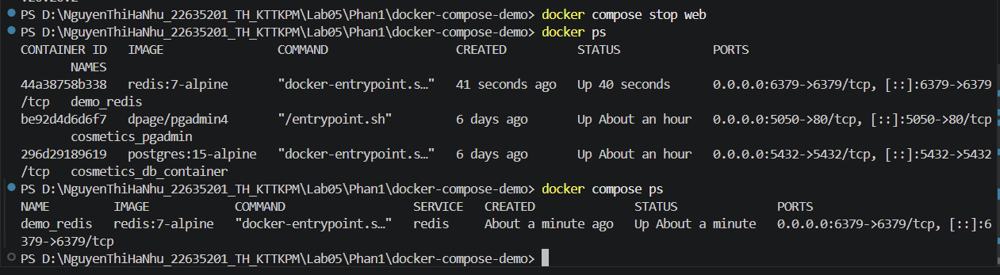 PS D:\NguyenThiHaNhu_22635201_TH_KTTKPM\Lab05\Phan1\docker-compose-demo> docker compose stop web
PS D:\NguyenThiHaNhu_22635201_TH_KTTKPM\Lab05\Phan1\docker-compose-demo> docker ps
CONTAINER ID   IMAGE                COMMAND                  CREATED          STATUS             PORTS
       NAMES
44a38758b338   redis:7-alpine       "docker-entrypoint.s…"   41 seconds ago   Up 40 seconds      0.0.0.0:6379->6379/tcp, [::]:6379->6379
/tcp   demo_redis
be92d4d6d6f7   dpage/pgadmin4       "/entrypoint.sh"         6 days ago       Up About an hour   0.0.0.0:5050->80/tcp, [::]:5050->80/tcp
       cosmetics_pgadmin
296d29189619   postgres:15-alpine   "docker-entrypoint.s…"   6 days ago       Up About an hour   0.0.0.0:5432->5432/tcp, [::]:5432->5432
/tcp   cosmetics_db_container
PS D:\NguyenThiHaNhu_22635201_TH_KTTKPM\Lab05\Phan1\docker-compose-demo> docker compose ps
NAME         IMAGE            COMMAND                  SERVICE   CREATED              STATUS              PORTS
demo_redis   redis:7-alpine   "docker-entrypoint.s…"   redis     About a minute ago   Up About a minute   0.0.0.0:6379->6379/tcp, [::]:6
379->6379/tcp
PS D:\NguyenThiHaNhu_22635201_TH_KTTKPM\Lab05\Phan1\docker-compose-demo>